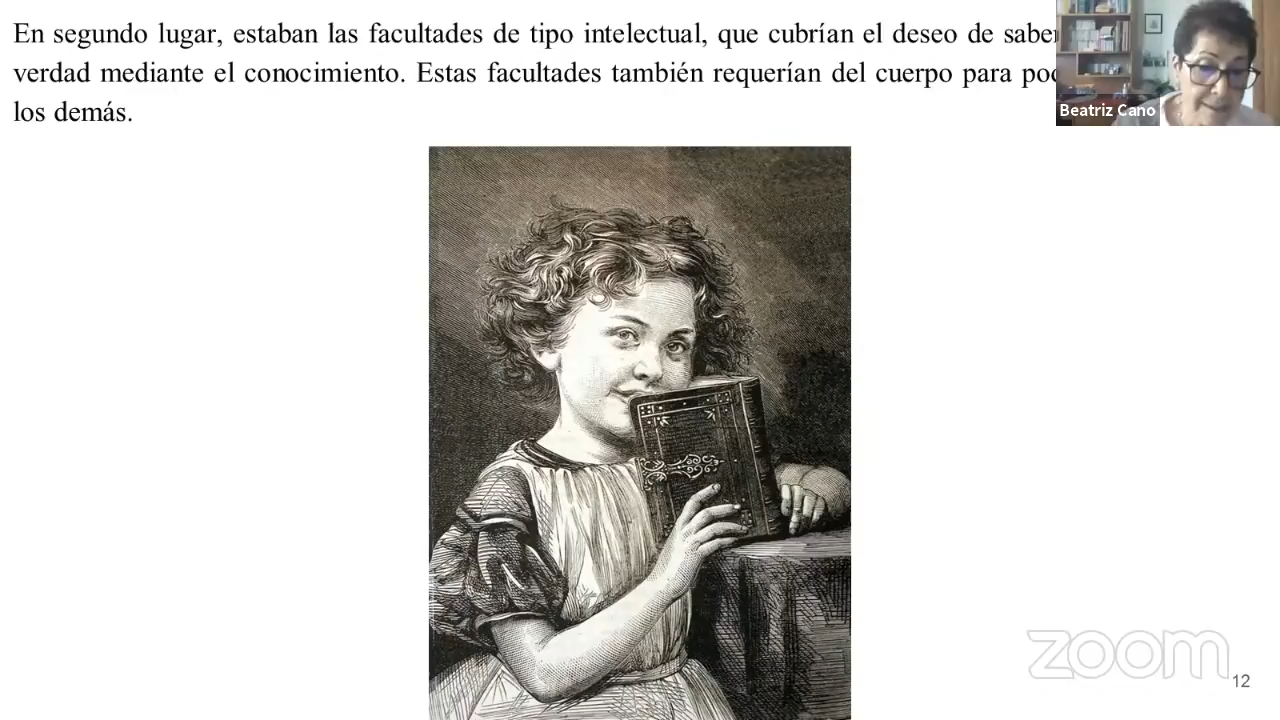 En segundo lugar, estaban las facultades de tipo intelectual, que cubrían el deseo de saber
verdad mediante el conocimiento. Estas facultades también requerían del cuerpo para
los demás.
Beatriz Cano
zoom
12